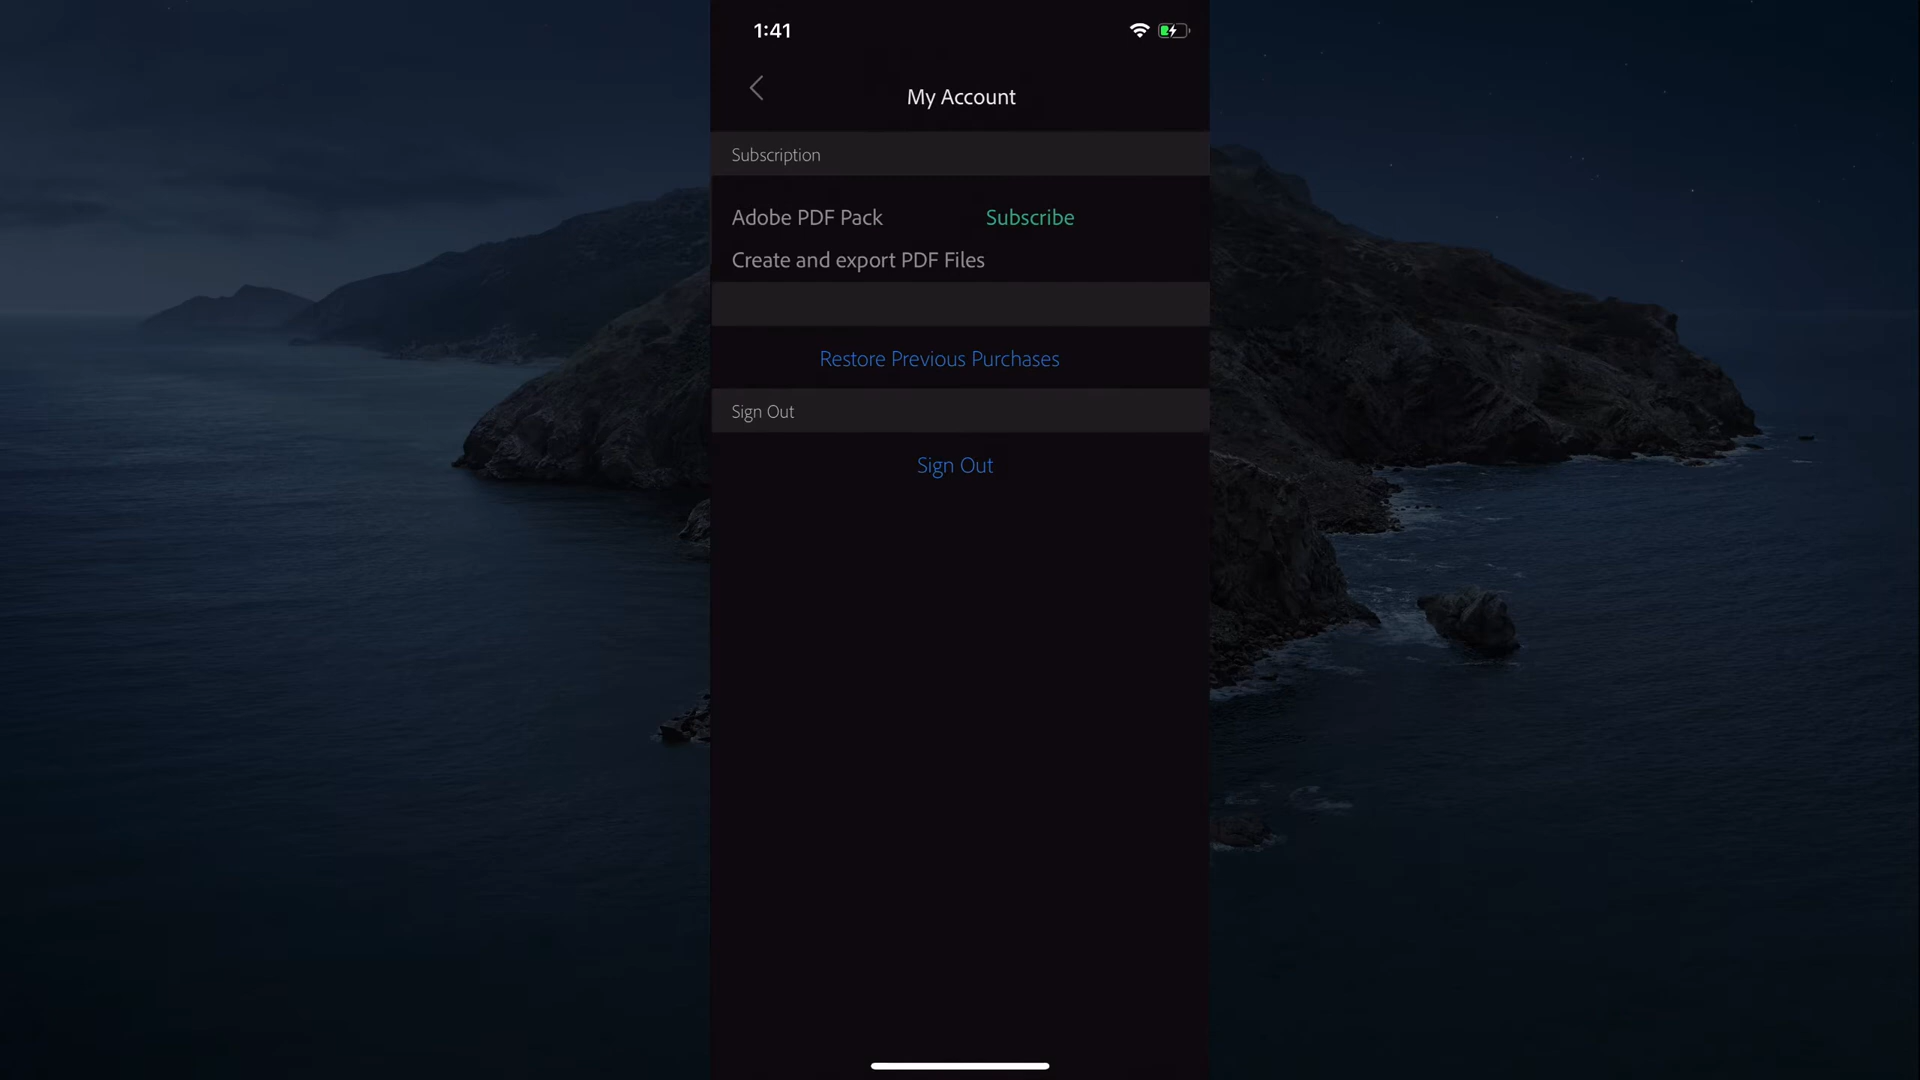 1:41
My Account
Subscription
Adobe PDF Pack Subscribe
Create and export PDF Files
Restore Previous Purchases
Sign Out
Sign Out